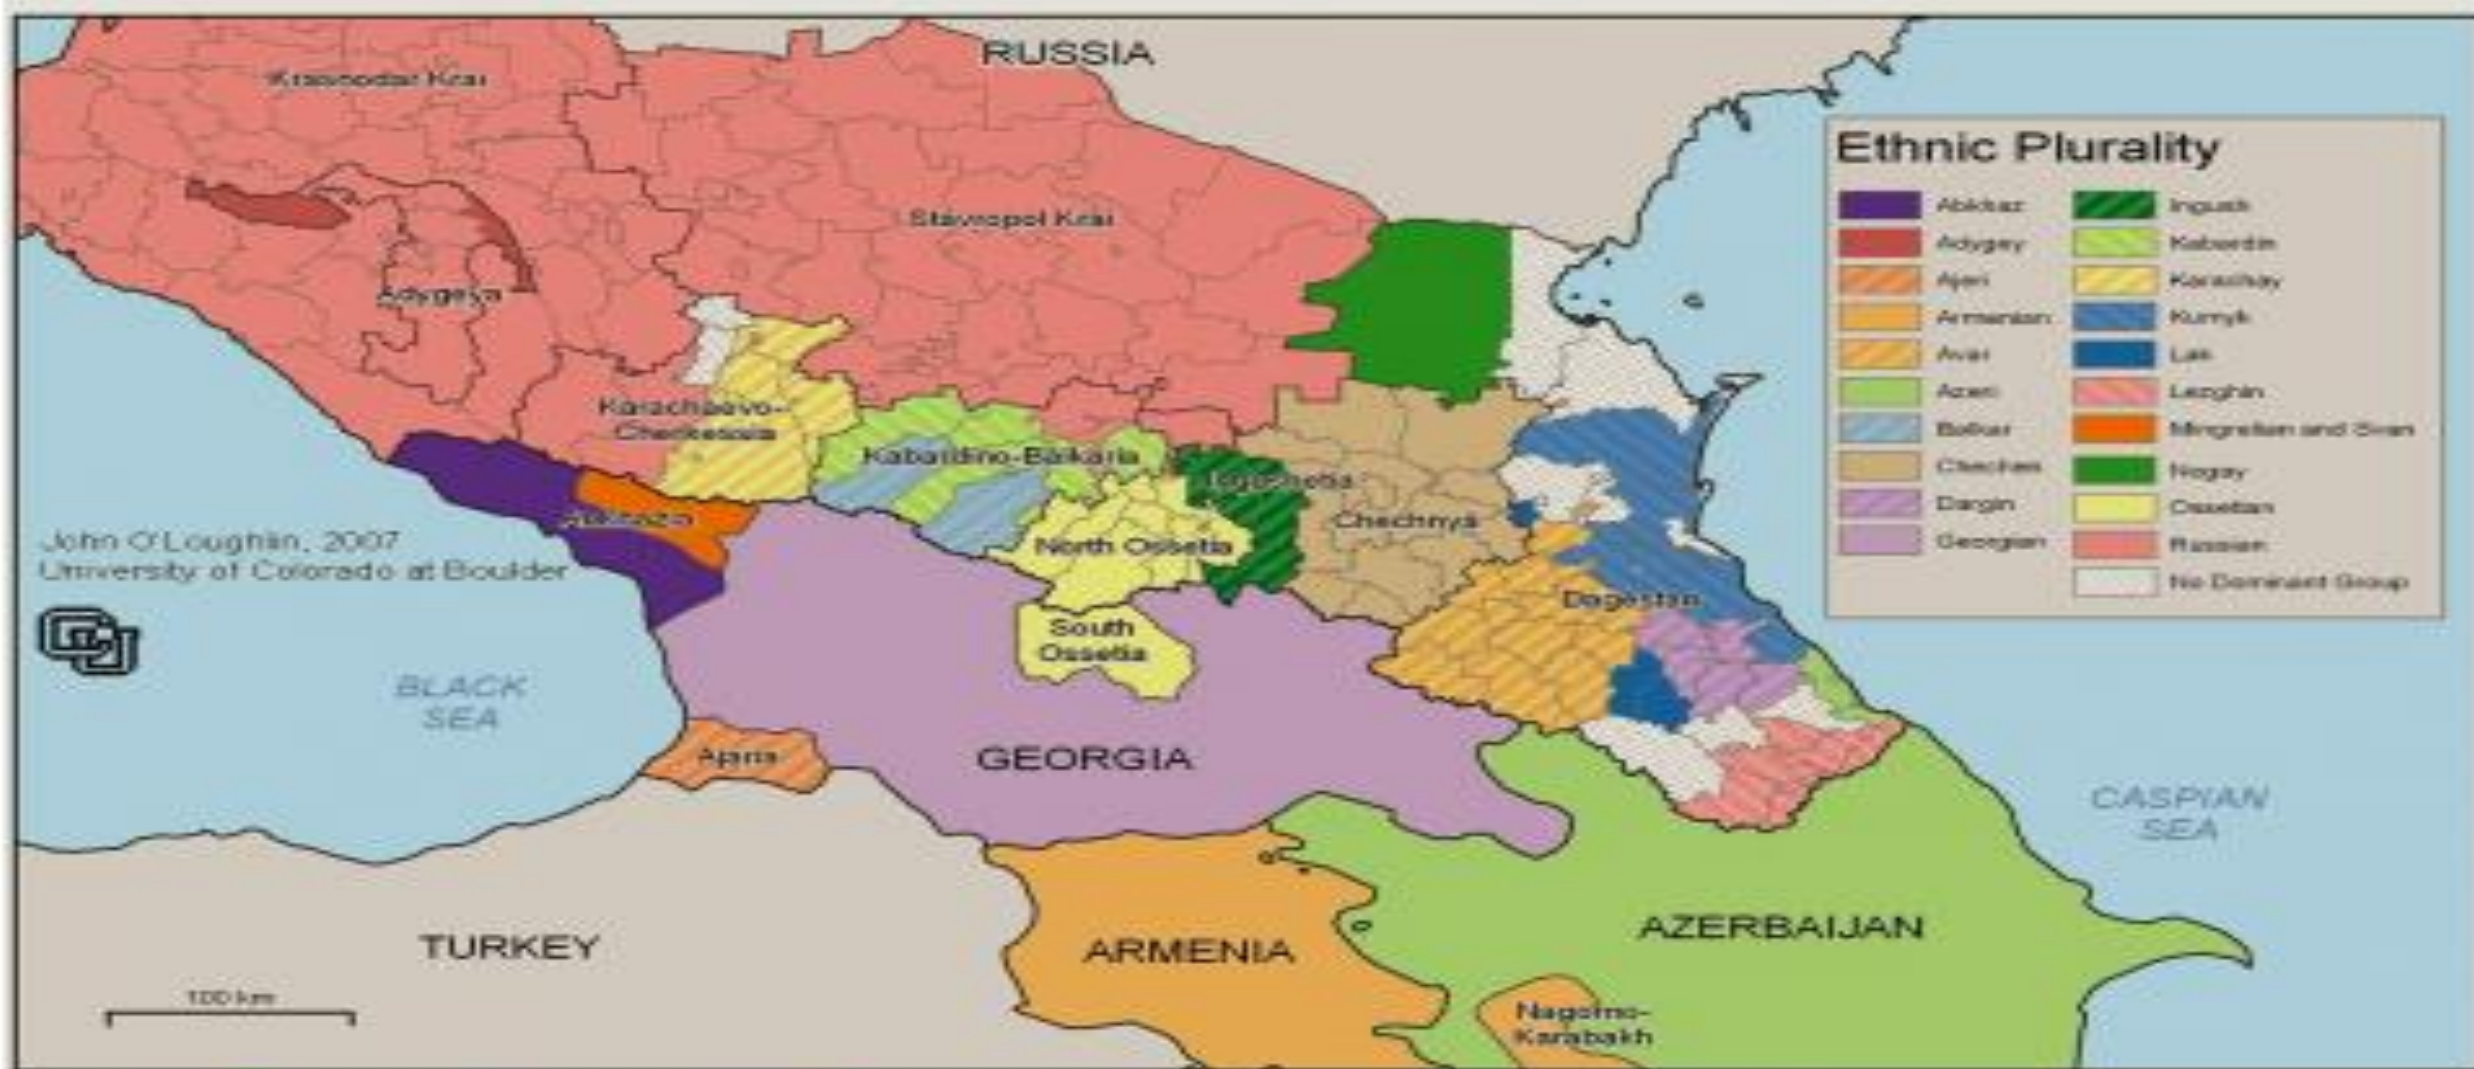 RUSSIA
Krasnodar Krai
Stavropol Krai
Adygeya
Karachaevo-
Cherkessia
Kabardino-Balkaria
Ingushetia
Chechnya
North Ossetia
Abkhazia
South
Ossetia
Dagestan
John O'Loughlin, 2007
University of Colorado at Boulder
CU
BLACK
SEA
Ajaria
GEORGIA
CASPIAN
SEA
TURKEY
ARMENIA
AZERBAIJAN
Nagorno-
Karabakh
100 km
Ethnic Plurality
Abkhaz
Adygey
Ajari
Armenian
Avar
Azeri
Balkar
Chechen
Dargin
Georgian
Ingush
Kabardin
Karachay
Kumyk
Lak
Lezghin
Mingrelian and Svan
Nogay
Ossetian
Russian
No Dominant Group